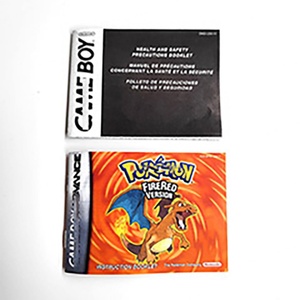 GAME BOY
HEALTH AND SAFETY
PRECAUTIONS BOOKLET
MANUEL DE PRÉCAUTIONS
CONCERNANT LA SANTÉ ET LA SÉCURITÉ
FOLLETO DE PRECAUCIONES
DE SALUD Y SEGURIDAD
GAME BOY ADVANCE
POKéMON
FIRERED
VERSION
INSTRUCTION BOOKLET